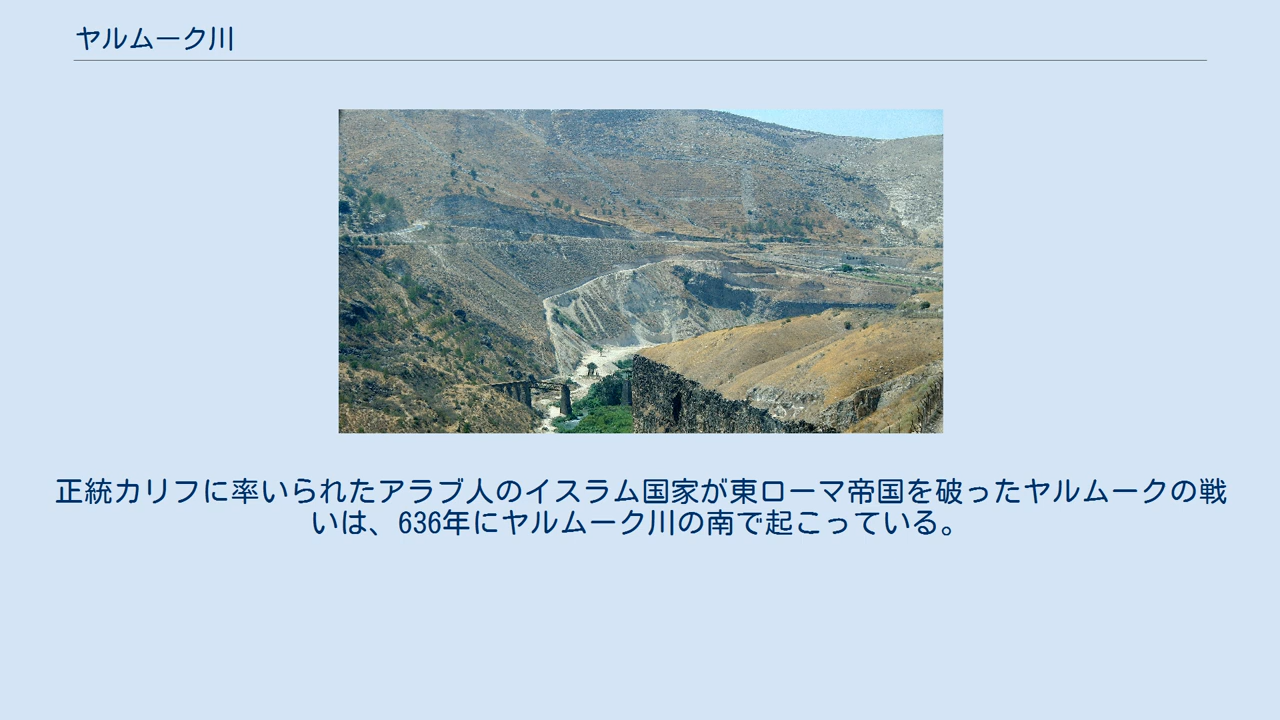 ヤルムーク川
正統カリフに率いられたアラブ人のイスラム国家が東ローマ帝国を破ったヤルムークの戦
いは、636年にヤルムーク川の南で起こっている。